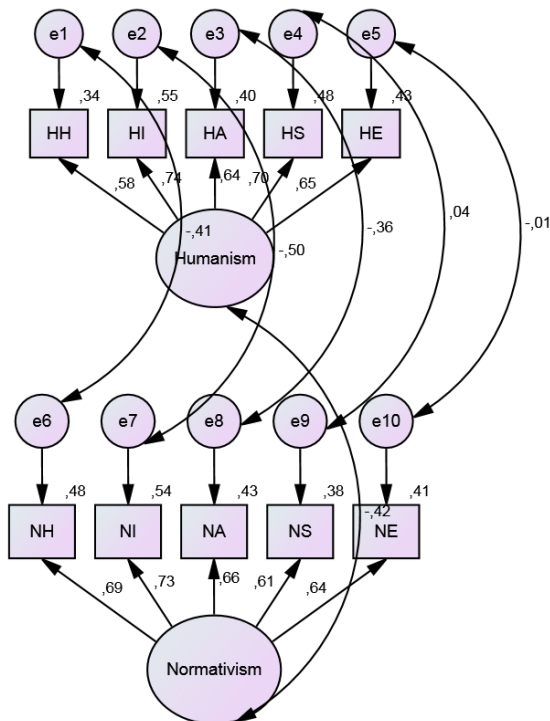 e1 e2 e3 e4 e5
,34 ,55 ,40 ,48 ,43
HH HI HA HS HE
,58 ,74 ,64 ,70 ,65
,04
-,01
-,36
-,41
-,50
Humanism
e6 e7 e8 e9 e10
,48 ,54 ,43 ,38 ,41
-,42
NH NI NA NS NE
,69 ,73 ,66 ,61 ,64
Normativism